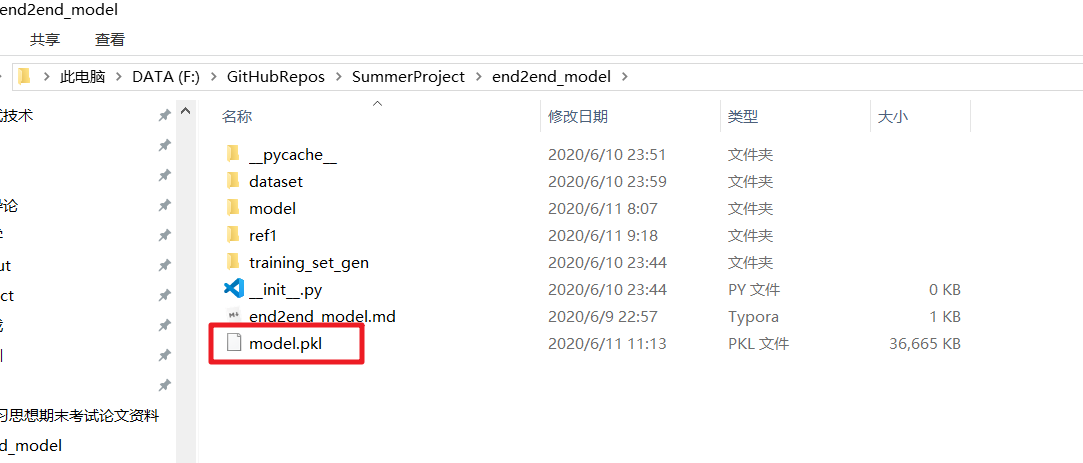 end2end_model
共享 查看
此电脑 DATA (F:) GitHubRepos SummerProject end2end_model
名称 修改日期 类型 大小
技术
__pycache__ 2020/6/10 23:51 文件夹
dataset 2020/6/10 23:59 文件夹
model 2020/6/11 8:07 文件夹
ref1 2020/6/11 9:18 文件夹
training_set_gen 2020/6/10 23:44 文件夹
__init__.py 2020/6/10 23:44 PY 文件 0 KB
end2end_model.md 2020/6/9 22:57 Typora 1 KB
model.pkl 2020/6/11 11:13 PKL 文件 36,665 KB
论
ut
ct
习思想期末考试论文资料
d_model